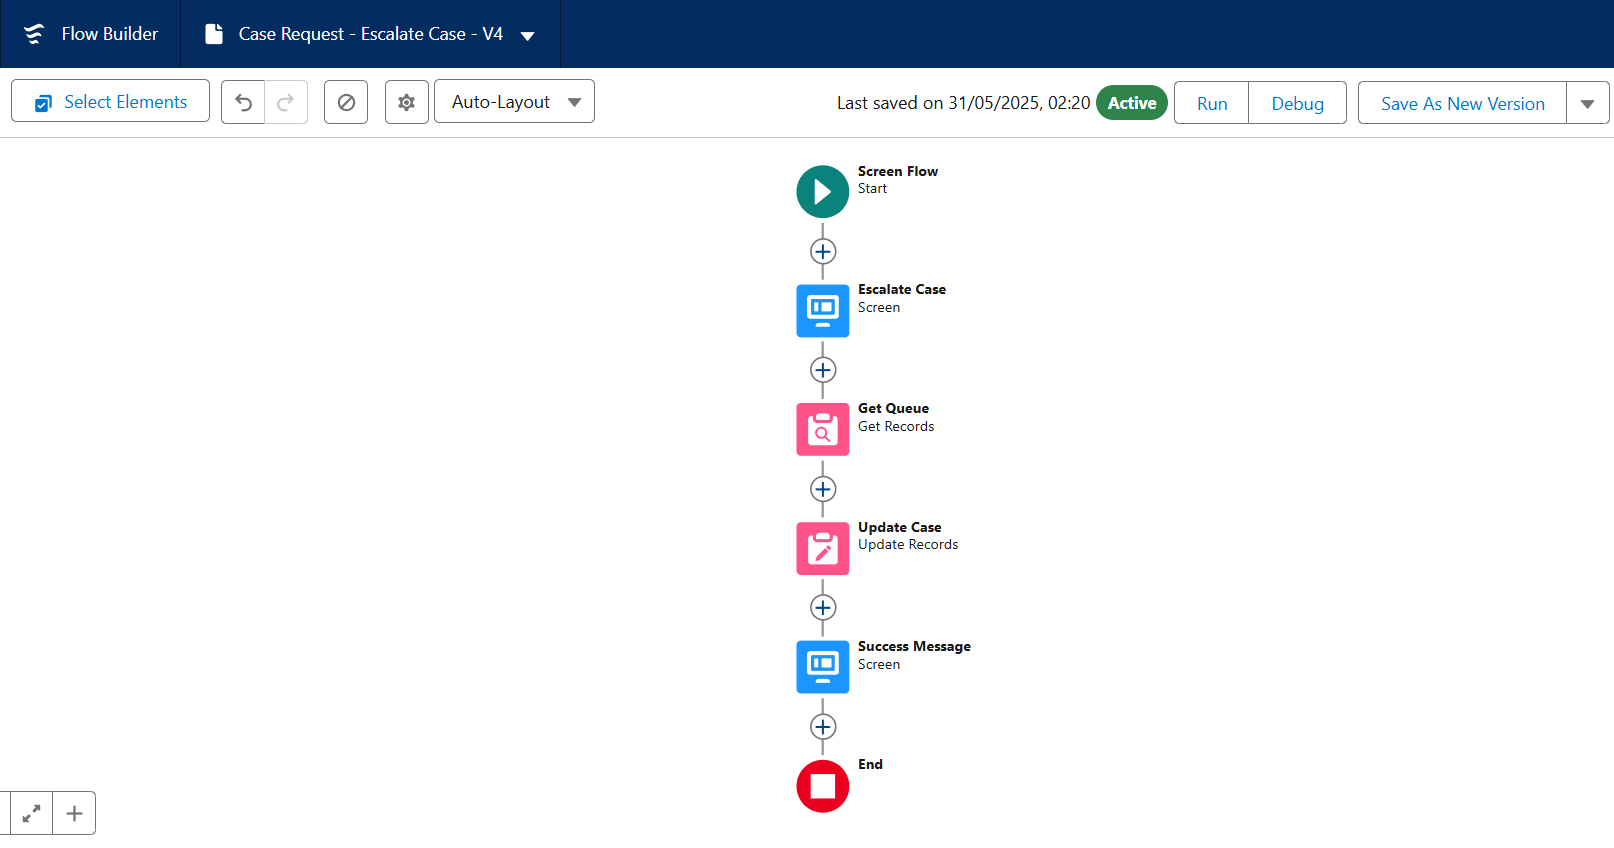 Flow Builder
Case Request - Escalate Case - V4
Select Elements
Auto-Layout
Last saved on 31/05/2025, 02:20
Active
Run
Debug
Save As New Version
Screen Flow
Start
Escalate Case
Screen
Get Queue
Get Records
Update Case
Update Records
Success Message
Screen
End